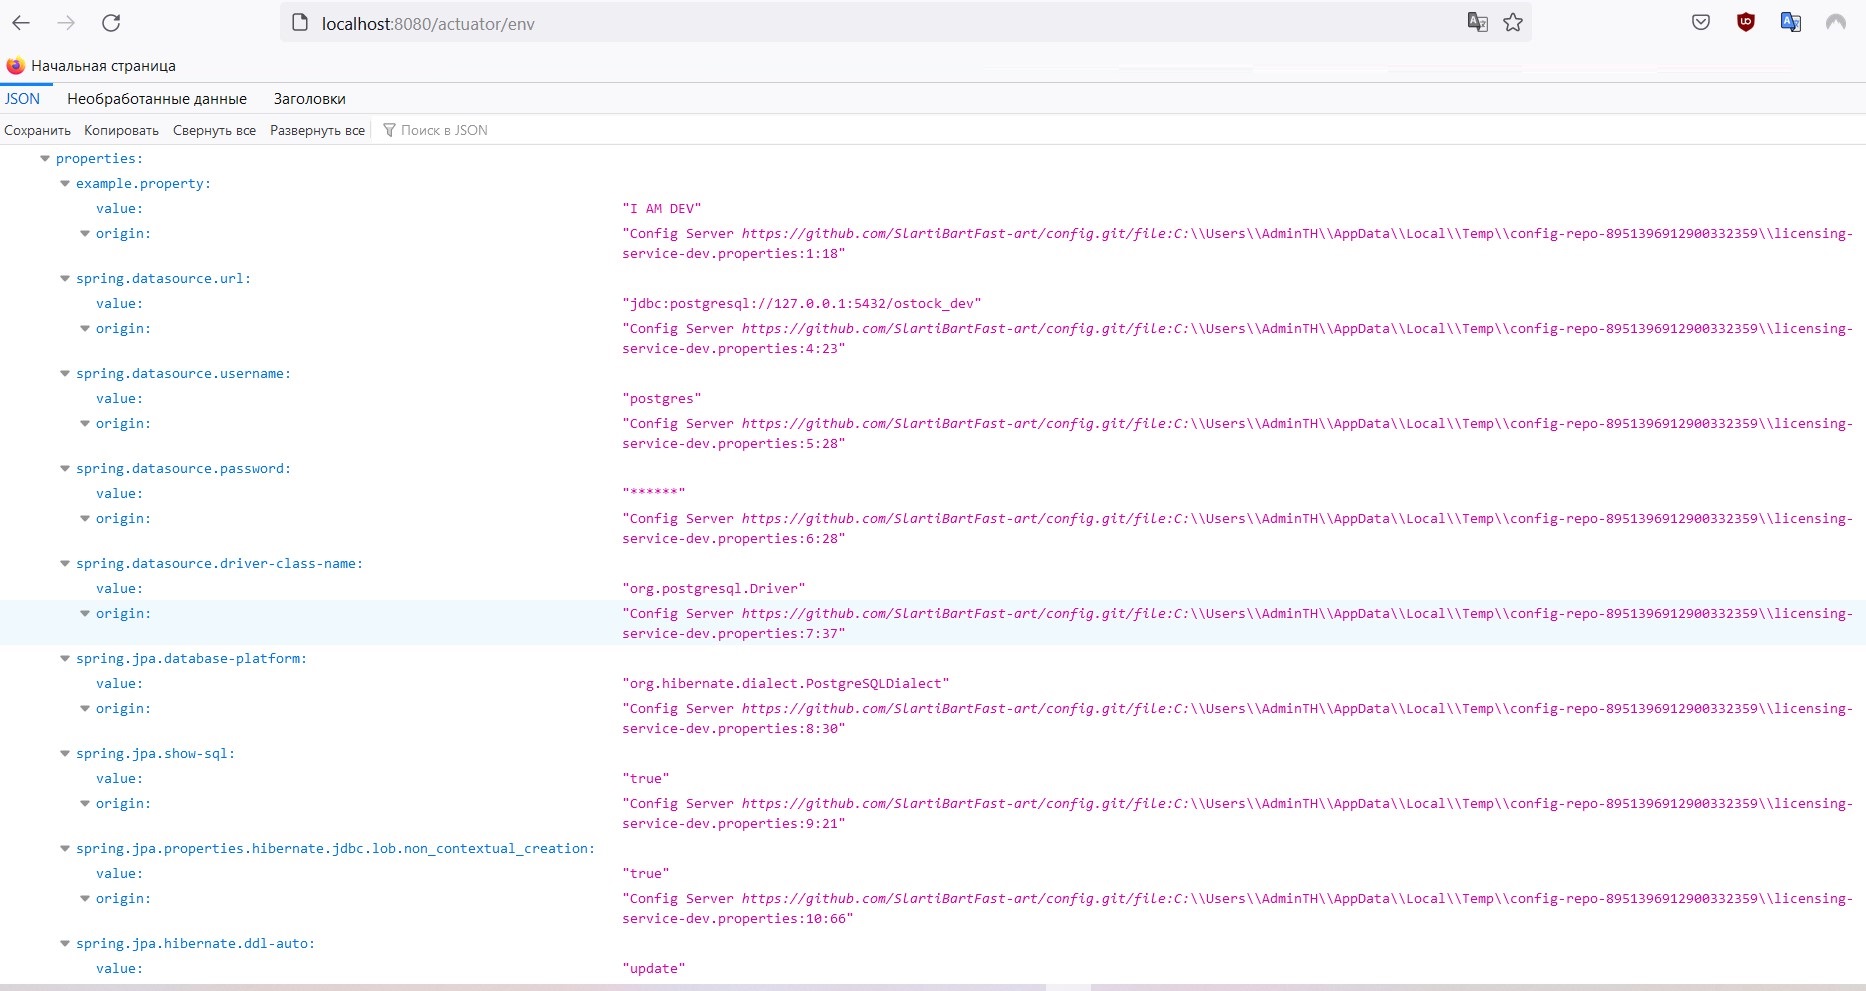 localhost:8080/actuator/env
Начальная страница
JSON Необработанные данные Заголовки
Сохранить Копировать Свернуть все Развернуть все Поиск в JSON
properties:
example.property:
value: "I AM DEV"
origin: "Config Server https://github.com/SlartiBartFast-art/config.git/file:C:\\Users\\AdminTH\\AppData\\Local\\Temp\\config-repo-8951396912900332359\\licensing-
service-dev.properties:1:18"
spring.datasource.url:
value: "jdbc:postgresql://127.0.0.1:5432/ostock_dev"
origin: "Config Server https://github.com/SlartiBartFast-art/config.git/file:C:\\Users\\AdminTH\\AppData\\Local\\Temp\\config-repo-8951396912900332359\\licensing-
service-dev.properties:4:23"
spring.datasource.username:
value: "postgres"
origin: "Config Server https://github.com/SlartiBartFast-art/config.git/file:C:\\Users\\AdminTH\\AppData\\Local\\Temp\\config-repo-8951396912900332359\\licensing-
service-dev.properties:5:28"
spring.datasource.password:
value: "******"
origin: "Config Server https://github.com/SlartiBartFast-art/config.git/file:C:\\Users\\AdminTH\\AppData\\Local\\Temp\\config-repo-8951396912900332359\\licensing-
service-dev.properties:6:28"
spring.datasource.driver-class-name:
value: "org.postgresql.Driver"
origin: "Config Server https://github.com/SlartiBartFast-art/config.git/file:C:\\Users\\AdminTH\\AppData\\Local\\Temp\\config-repo-8951396912900332359\\licensing-
service-dev.properties:7:37"
spring.jpa.database-platform:
value: "org.hibernate.dialect.PostgreSQLDialect"
origin: "Config Server https://github.com/SlartiBartFast-art/config.git/file:C:\\Users\\AdminTH\\AppData\\Local\\Temp\\config-repo-8951396912900332359\\licensing-
service-dev.properties:8:30"
spring.jpa.show-sql:
value: "true"
origin: "Config Server https://github.com/SlartiBartFast-art/config.git/file:C:\\Users\\AdminTH\\AppData\\Local\\Temp\\config-repo-8951396912900332359\\licensing-
service-dev.properties:9:21"
spring.jpa.properties.hibernate.jdbc.lob.non_contextual_creation:
value: "true"
origin: "Config Server https://github.com/SlartiBartFast-art/config.git/file:C:\\Users\\AdminTH\\AppData\\Local\\Temp\\config-repo-8951396912900332359\\licensing-
service-dev.properties:10:66"
spring.jpa.hibernate.ddl-auto:
value: "update"